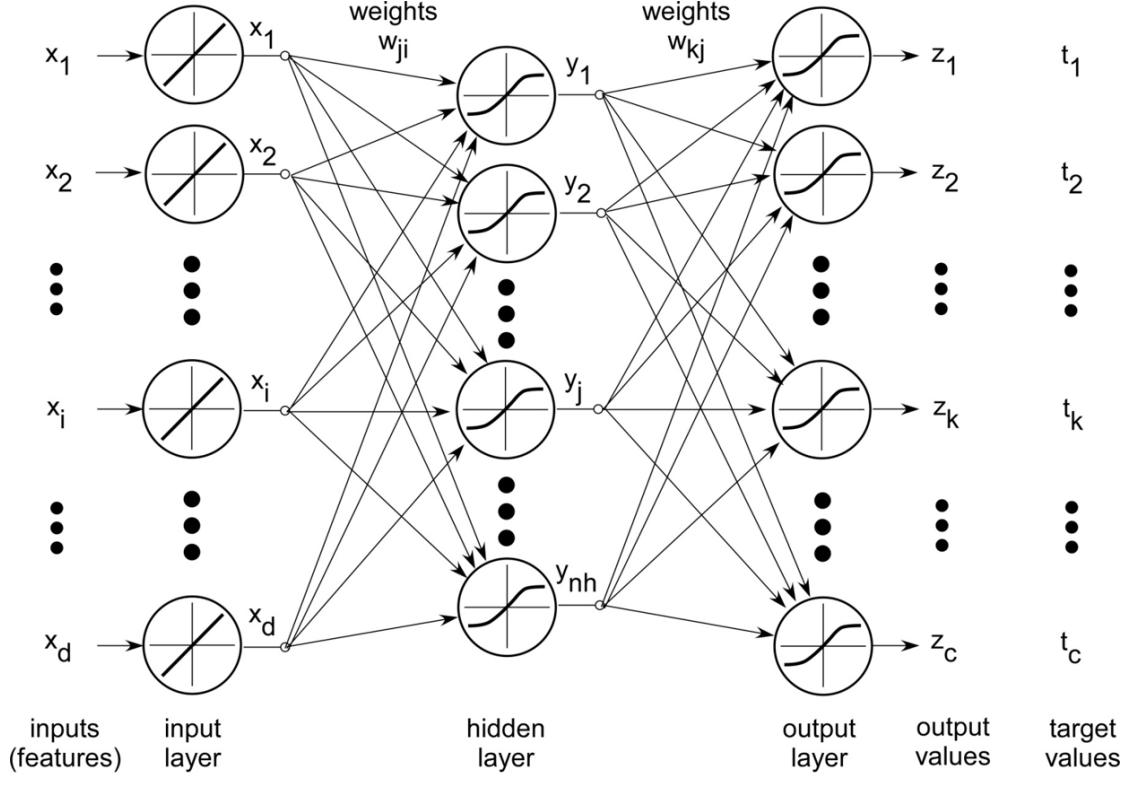 weights
w_ji
weights
w_kj
x_1
x_1
y_1
z_1
t_1
x_2
x_2
y_2
z_2
t_2
x_i
x_i
y_j
z_k
t_k
x_d
x_d
y_nh
z_c
t_c
inputs
(features)
input
layer
hidden
layer
output
layer
output
values
target
values